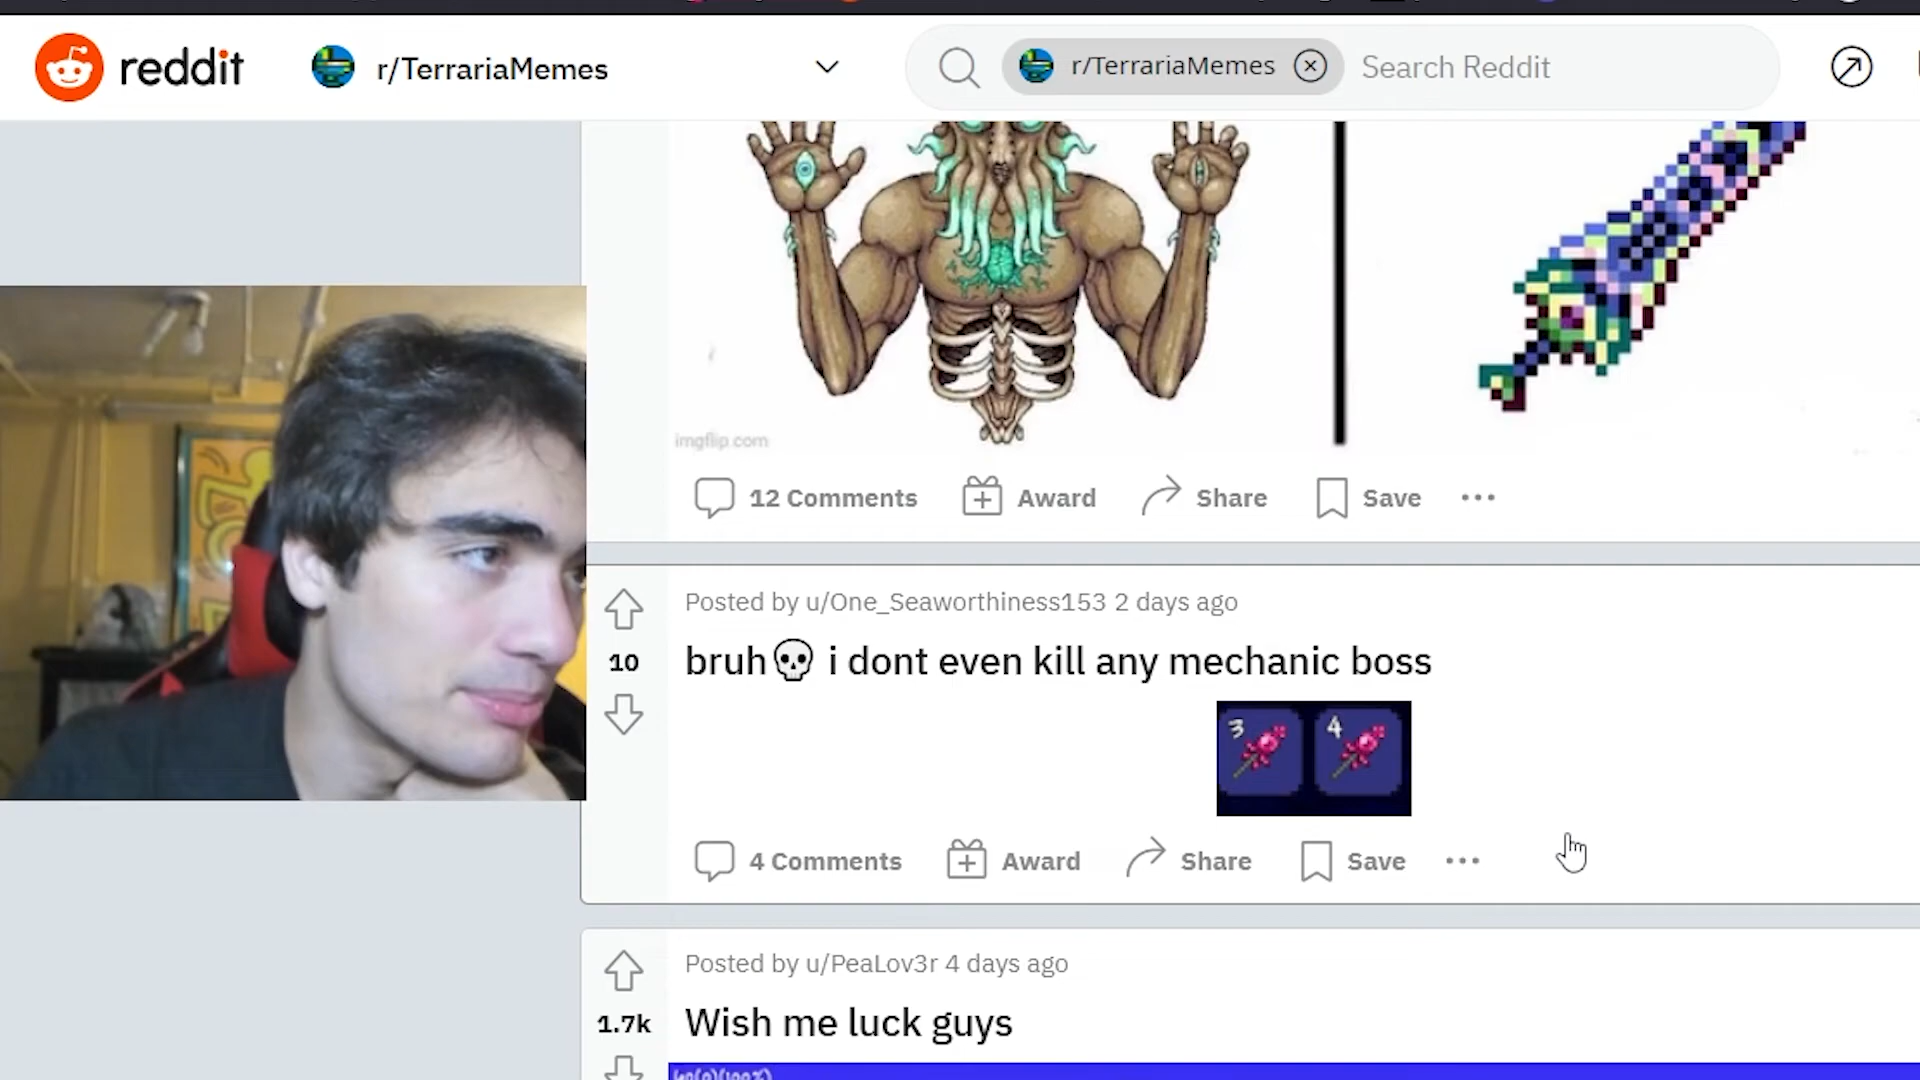 reddit r/TerrariaMemes r/TerrariaMemes Search Reddit
imgflip.com
12 Comments Award Share Save
Posted by u/One_Seaworthiness153 2 days ago
10
bruh💀 i dont even kill any mechanic boss
3 4
4 Comments Award Share Save
Posted by u/PeaLov3r 4 days ago
1.7k
Wish me luck guys